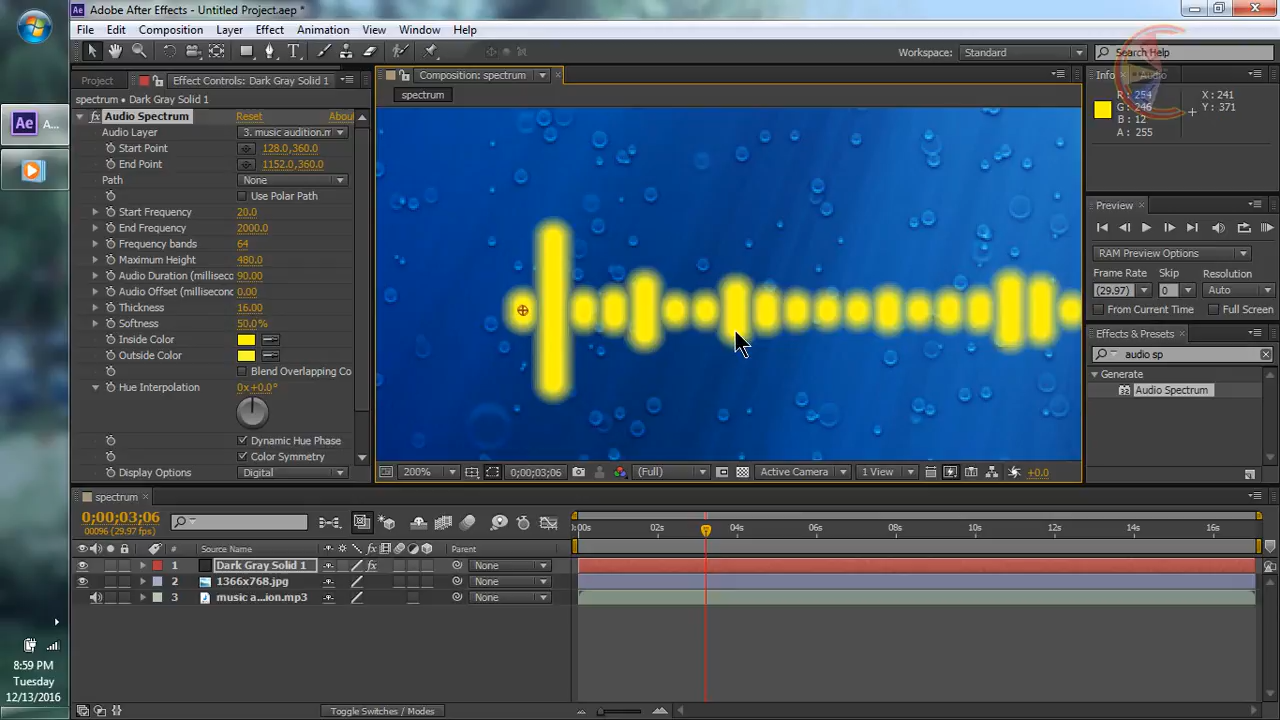 Adobe After Effects - Untitled Project.aep *
File Edit Composition Layer Effect Animation View Window Help
Workspace: Standard
Search Help
Project
Effect Controls: Dark Gray Solid 1
Composition: spectrum
Info
Audio
spectrum • Dark Gray Solid 1
spectrum
R: 254
G: 246
B: 12
A: 255
X: 241
Y: 371
fx Audio Spectrum Reset Abou
Audio Layer 3. music audition.m
Start Point 128.0,360.0
End Point 1152.0,360.0
Path None
Use Polar Path
Start Frequency 20.0
End Frequency 2000.0
Frequency bands 64
Maximum Height 480.0
Audio Duration (millisecc 90.00
Audio Offset (millisecond 0.00
Thickness 16.00
Softness 50.0%
Inside Color
Outside Color
Blend Overlapping Co
Hue Interpolation 0x+0.0°
Dynamic Hue Phase
Color Symmetry
Display Options Digital
Preview
RAM Preview Options
Frame Rate Skip Resolution
(29.97) 0 Auto
From Current Time Full Screen
Effects & Presets
audio sp
Generate
32 Audio Spectrum
200% 0;00;03;06 (Full) Active Camera 1 View +0.0
spectrum
0;00;03;06
00096 (29.97 fps)
:00s 02s 04s 06s 08s 10s 12s 14s 16s
# Source Name fx Parent
1 Dark Gray Solid 1 fx None
2 1366x768.jpg None
3 music a...ion.mp3 None
Toggle Switches / Modes
Ae A...
8:59 PM
Tuesday
12/13/2016